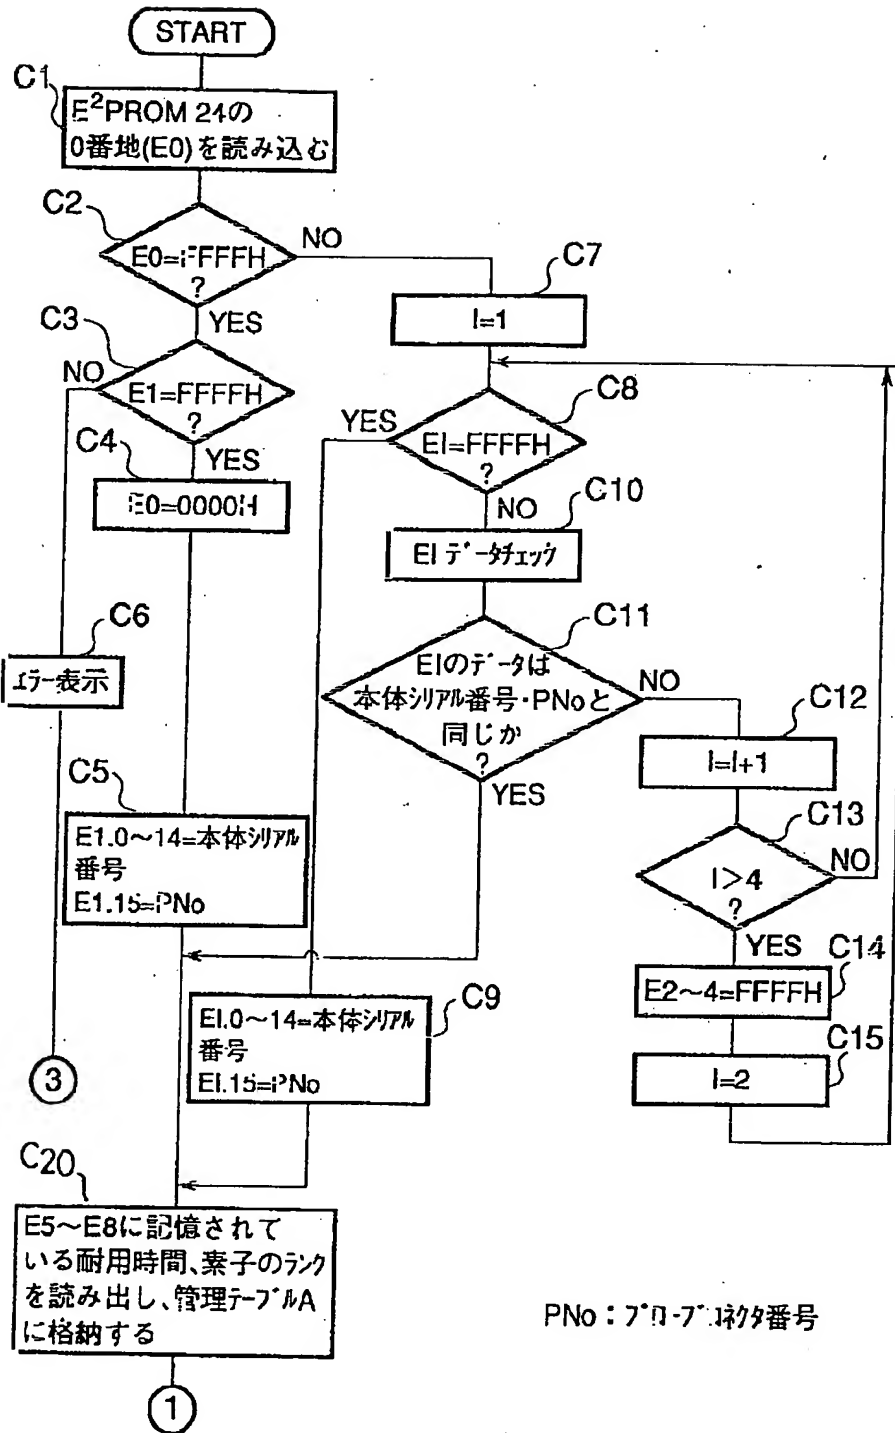 START
C1
E²PROM 24の
0番地(E0)を読み込む
C2
E0=FFFFH
?
NO
YES
C3
NO
E1=FFFFH
?
YES
C4
E0=0000H
C6
エラー表示
C5
E1.0~14=本体シリアル
番号
E1.15=PNo
3
C7
I=1
C8
YES
EI=FFFFH
?
NO
C10
EI データチェック
C11
EIのデータは
本体シリアル番号・PNoと
同じか
?
NO
YES
C12
I=I+1
C13
I>4
?
NO
YES
C14
E2~4=FFFFH
C15
I=2
C9
EI.0~14=本体シリアル
番号
EI.15=PNo
C20
E5~E8に記憶されて
いる耐用時間、素子のランク
を読み出し、管理テーブルA
に格納する
1
PNo:プローブコネクタ番号